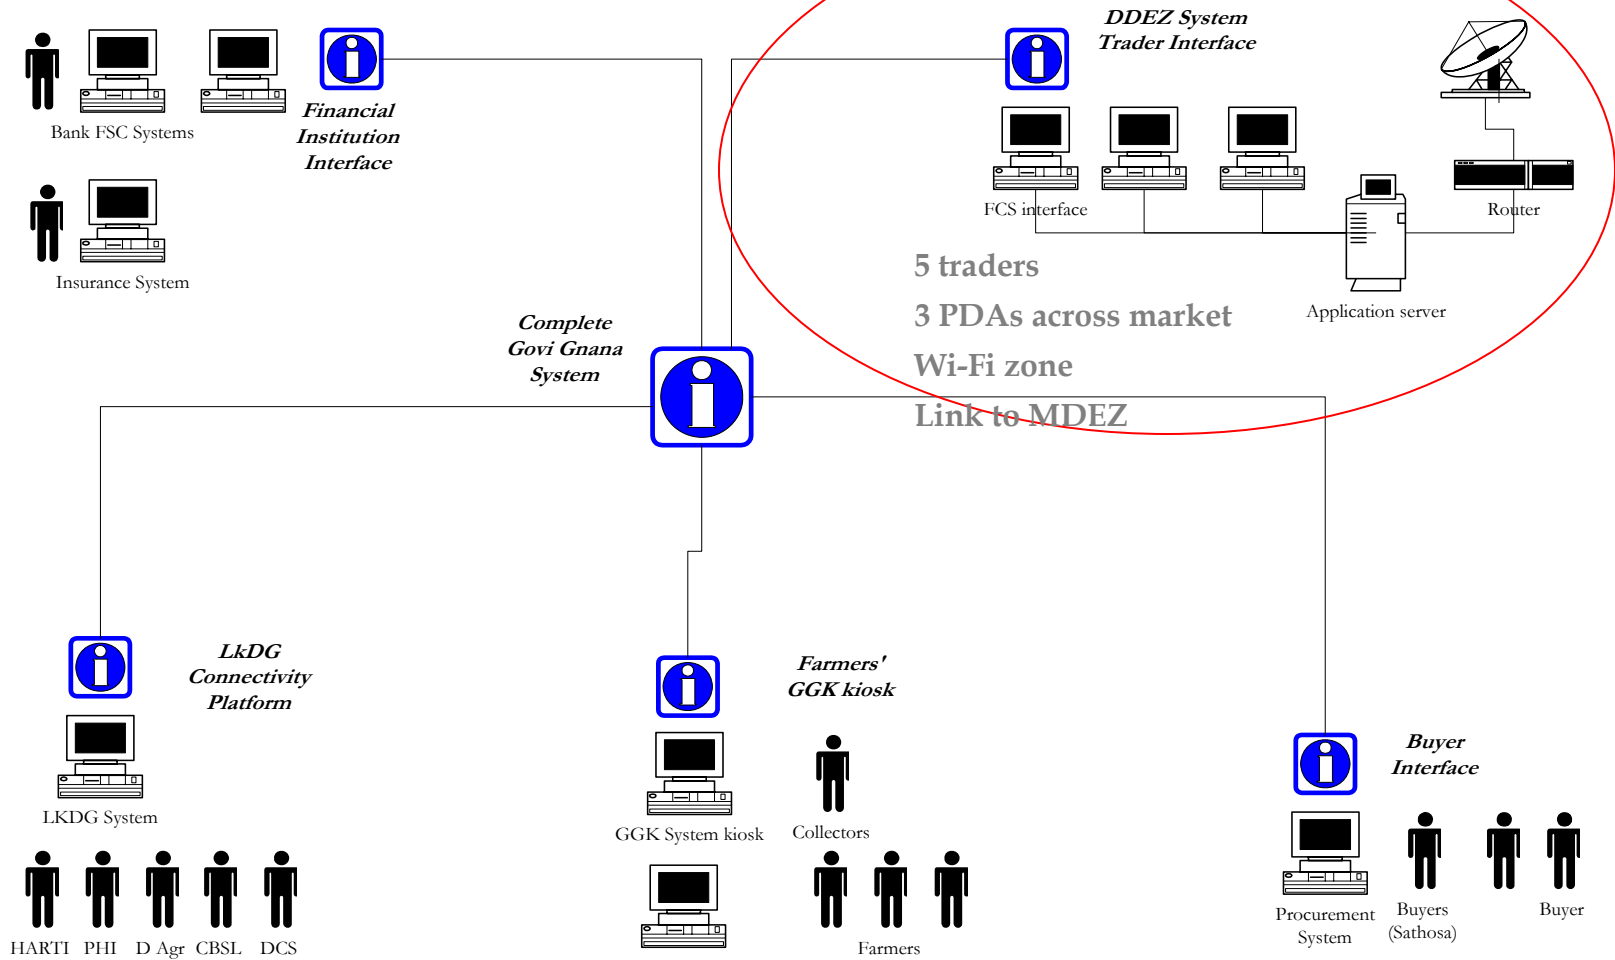 DDEZ System
Trader Interface
Bank FSC Systems
Financial
Institution
Interface
FCS interface
Router
Insurance System
5 traders
3 PDAs across market
Wi-Fi zone
Link to MDEZ
Application server
Complete
Govi Gnana
System
LkDG
Connectivity
Platform
LKDG System
HARTI PHI D Agr CBSL DCS
Farmers'
GGK kiosk
GGK System kiosk
Collectors
Farmers
Buyer
Interface
Procurement
System
Buyers
(Sathosa)
Buyer